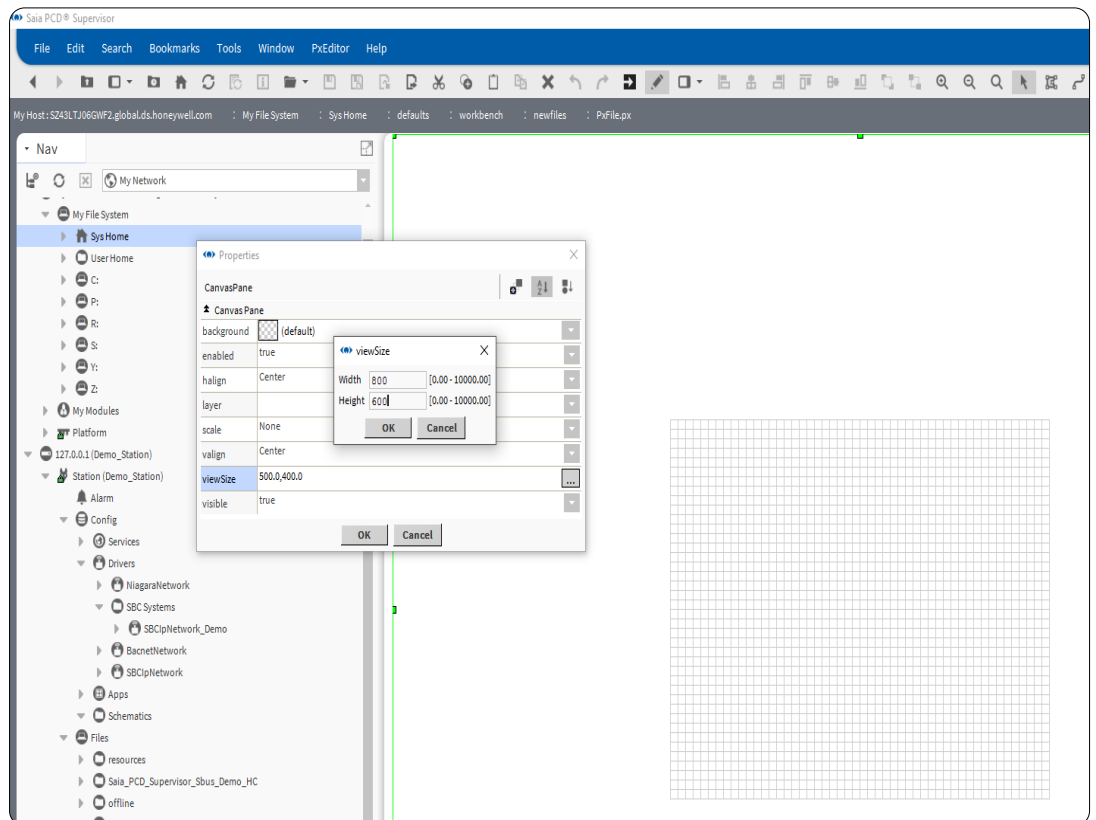 Saia PCD® Supervisor
File Edit Search Bookmarks Tools Window PxEditor Help
My Host : SZ43LTJ06GWF2.global.ds.honeywell.com : My File System : Sys Home : defaults : workbench : newfiles : PxFile.px
Nav
My Network
My File System
Sys Home
User Home
C:
P:
R:
S:
Y:
Z:
My Modules
Platform
127.0.0.1 (Demo_Station)
Station (Demo_Station)
Alarm
Config
Services
Drivers
NiagaraNetwork
SBC Systems
SBCIpNetwork_Demo
BacnetNetwork
SBCIpNetwork
Apps
Schematics
Files
resources
Saia_PCD_Supervisor_Sbus_Demo_HC
offline
Properties
CanvasPane
Canvas Pane
background (default)
enabled true
halign Center
layer
scale None
valign Center
viewSize 500.0,400.0
visible true
OK Cancel
viewSize
Width 800 [0.00 - 10000.00]
Height 600 [0.00 - 10000.00]
OK Cancel